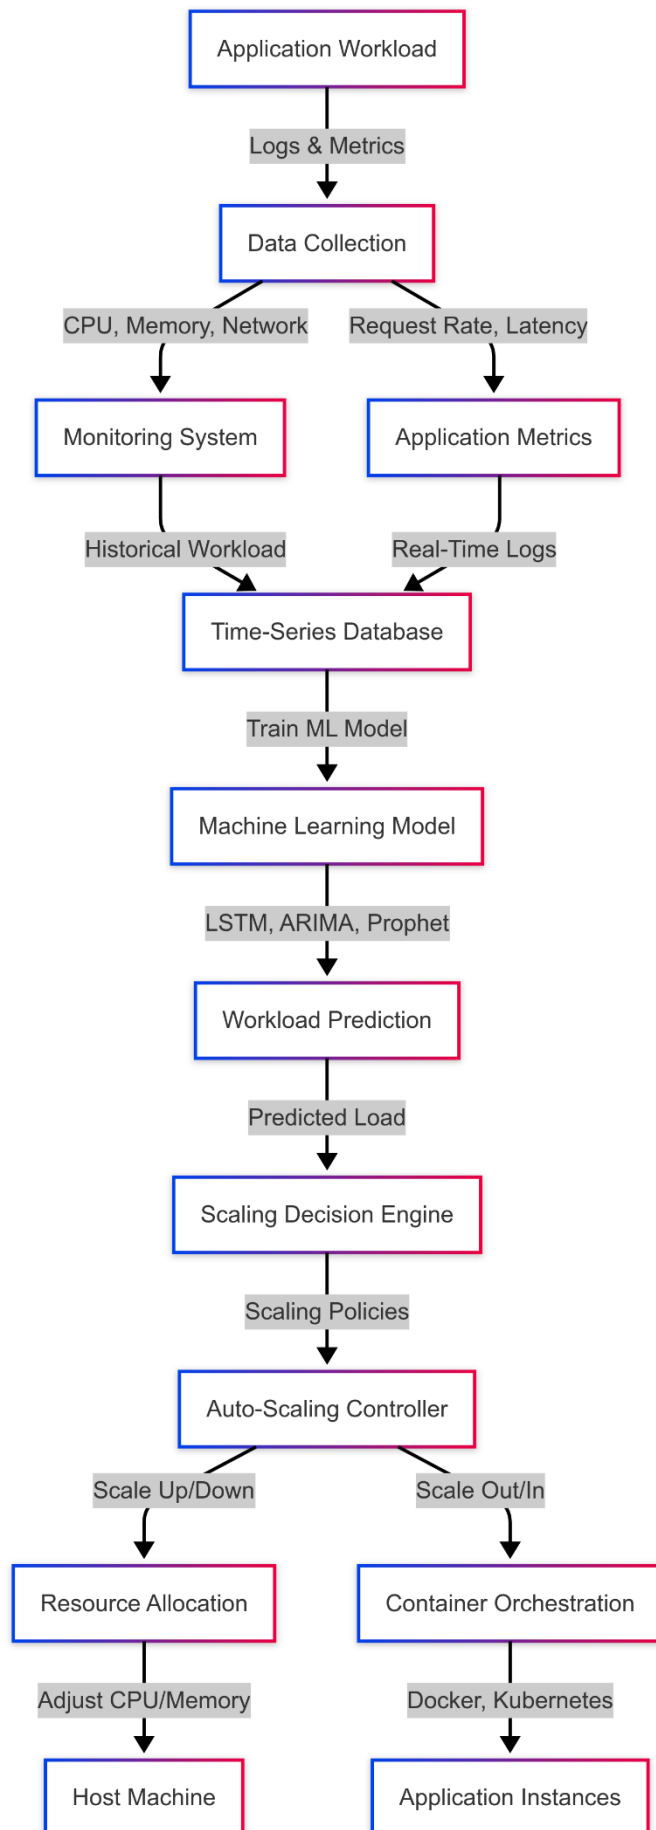 Application Workload
Logs & Metrics
Data Collection
CPU, Memory, Network
Request Rate, Latency
Monitoring System
Application Metrics
Historical Workload
Real-Time Logs
Time-Series Database
Train ML Model
Machine Learning Model
LSTM, ARIMA, Prophet
Workload Prediction
Predicted Load
Scaling Decision Engine
Scaling Policies
Auto-Scaling Controller
Scale Up/Down
Scale Out/In
Resource Allocation
Container Orchestration
Adjust CPU/Memory
Docker, Kubernetes
Host Machine
Application Instances